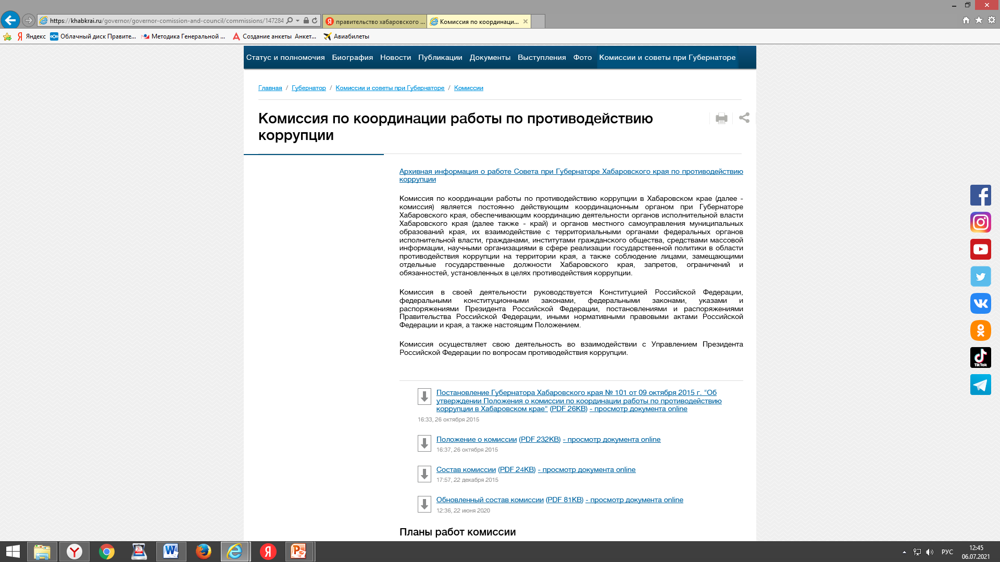 https://khabkrai.ru/governor/governor-comission-and-council/commissions/147284
правительство хабаровского ...
Комиссия по координаци...
Яндекс
Облачный диск Правите...
Методика Генеральной ...
Создание анкеты Анкет...
Авиабилеты
Статус и полномочия Биография Новости Публикации Документы Выступления Фото Комиссии и советы при Губернаторе
Главная / Губернатор / Комиссии и советы при Губернаторе / Комиссии
Комиссия по координации работы по противодействию
коррупции
Архивная информация о работе Совета при Губернаторе Хабаровского края по противодействию
коррупции
Комиссия по координации работы по противодействию коррупции в Хабаровском крае (далее -
комиссия) является постоянно действующим координационным органом при Губернаторе
Хабаровского края, обеспечивающим координацию деятельности органов исполнительной власти
Хабаровского края (далее также - край) и органов местного самоуправления муниципальных
образований края, их взаимодействие с территориальными органами федеральных органов
исполнительной власти, гражданами, институтами гражданского общества, средствами массовой
информации, научными организациями в сфере реализации государственной политики в области
противодействия коррупции на территории края, а также соблюдение лицами, замещающими
отдельные государственные должности Хабаровского края, запретов, ограничений и
обязанностей, установленных в целях противодействия коррупции.
Комиссия в своей деятельности руководствуется Конституцией Российской Федерации,
федеральными конституционными законами, федеральными законами, указами и
распоряжениями Президента Российской Федерации, постановлениями и распоряжениями
Правительства Российской Федерации, иными нормативными правовыми актами Российской
Федерации и края, а также настоящим Положением.
Комиссия осуществляет свою деятельность во взаимодействии с Управлением Президента
Российской Федерации по вопросам противодействия коррупции.
Постановление Губернатора Хабаровского края № 101 от 09 октября 2015 г. "Об
утверждении Положения о комиссии по координации работы по противодействию
коррупции в Хабаровском крае" (PDF 26KB) - просмотр документа online
16:33, 26 октября 2015
Положение о комиссии (PDF 232KB) - просмотр документа online
16:37, 26 октября 2015
Состав комиссии (PDF 24KB) - просмотр документа online
17:57, 22 декабря 2015
Обновленный состав комиссии (PDF 81KB) - просмотр документа online
12:36, 22 июня 2020
Планы работ комиссии
TikTok
РУС
12:45
06.07.2021